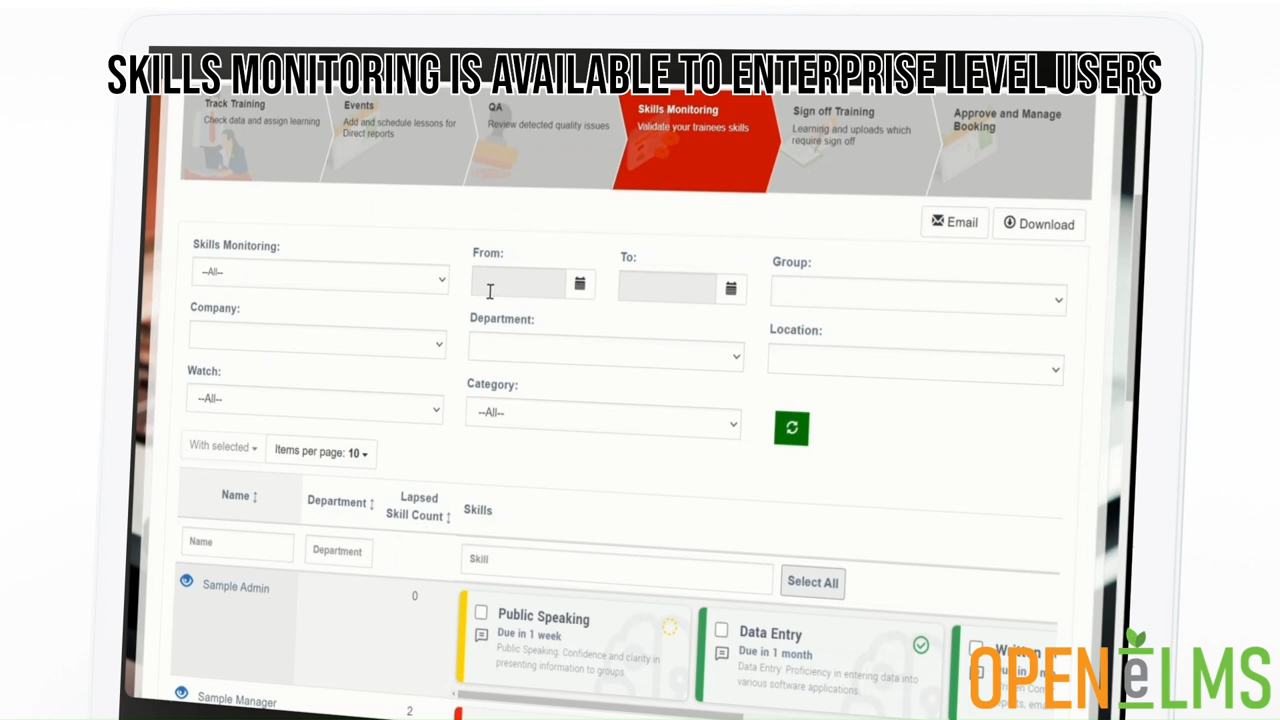 SKILLS MONITORING IS AVAILABLE TO ENTERPRISE LEVEL USERS
Track Training
Check data and assign learning
Events
Add and schedule lessons for
Direct reports
QA
Review detected quality issues
Skills Monitoring
Validate your trainees skills
Sign off Training
Learning and uploads which
require sign off
Approve and Manage
Booking
Email
Download
Skills Monitoring:
--All--
From:
To:
Group:
Company:
Department:
Location:
Watch:
--All--
Category:
--All--
With selected
Items per page: 10
Name
Department
Lapsed
Skill Count
Skills
Name
Department
Skill
Select All
Sample Admin
0
Public Speaking
Due in 1 week
Public Speaking: Confidence and clarity in
presenting information to groups.
Data Entry
Due in 1 month
Data Entry: Proficiency in entering data into
various software applications.
Sample Manager
2
OPENeLMS